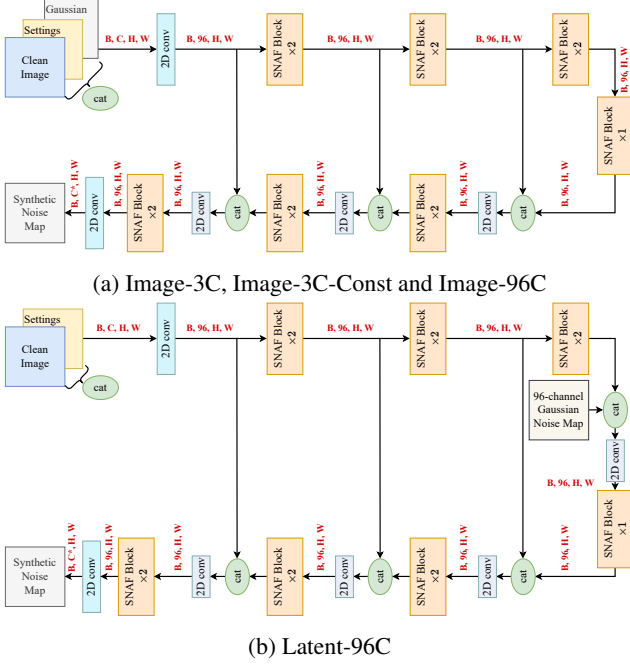 Gaussian
Settings
Clean
Image
cat
B, C, H, W
2D conv
B, 96, H, W
SNAF Block
×2
B, 96, H, W
SNAF Block
×2
B, 96, H, W
SNAF Block
×2
B, 96, H, W
SNAF Block
×1
B, 96, H, W
cat
2D conv
B, 96, H, W
SNAF Block
×2
cat
2D conv
B, 96, H, W
SNAF Block
×2
cat
2D conv
B, 96, H, W
SNAF Block
×2
B, 96, H, W
2D conv
B, C*, H, W
Synthetic
Noise
Map
(a) Image-3C, Image-3C-Const and Image-96C
Settings
Clean
Image
cat
B, C, H, W
2D conv
B, 96, H, W
SNAF Block
×2
B, 96, H, W
SNAF Block
×2
B, 96, H, W
SNAF Block
×2
cat
96-channel
Gaussian
Noise Map
2D conv
B, 96, H, W
SNAF Block
×1
B, 96, H, W
cat
2D conv
B, 96, H, W
SNAF Block
×2
cat
2D conv
B, 96, H, W
SNAF Block
×2
cat
2D conv
B, 96, H, W
SNAF Block
×2
B, 96, H, W
2D conv
B, C*, H, W
Synthetic
Noise
Map
(b) Latent-96C